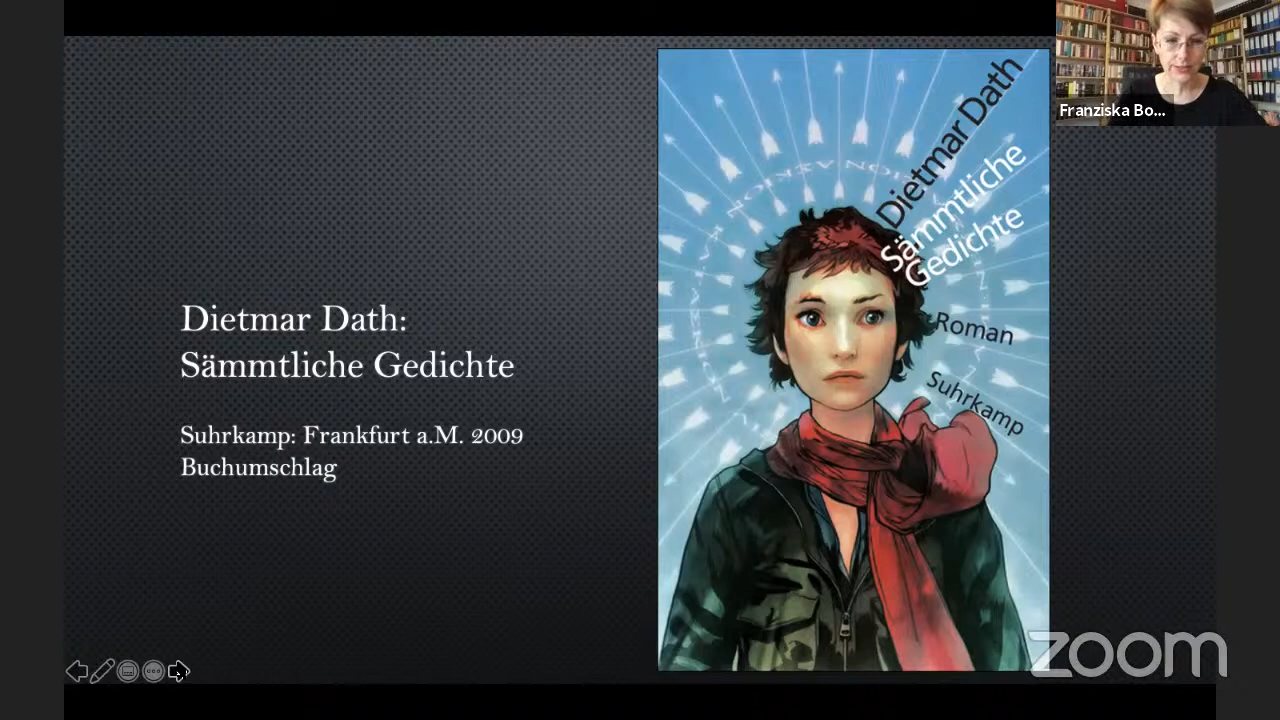 Dietmar Dath:
Sämmtliche Gedichte
Suhrkamp: Frankfurt a.M. 2009
Buchumschlag
Dietmar Dath
Sämmtliche
Gedichte
Roman
Suhrkamp
Franziska Bo...
zoom